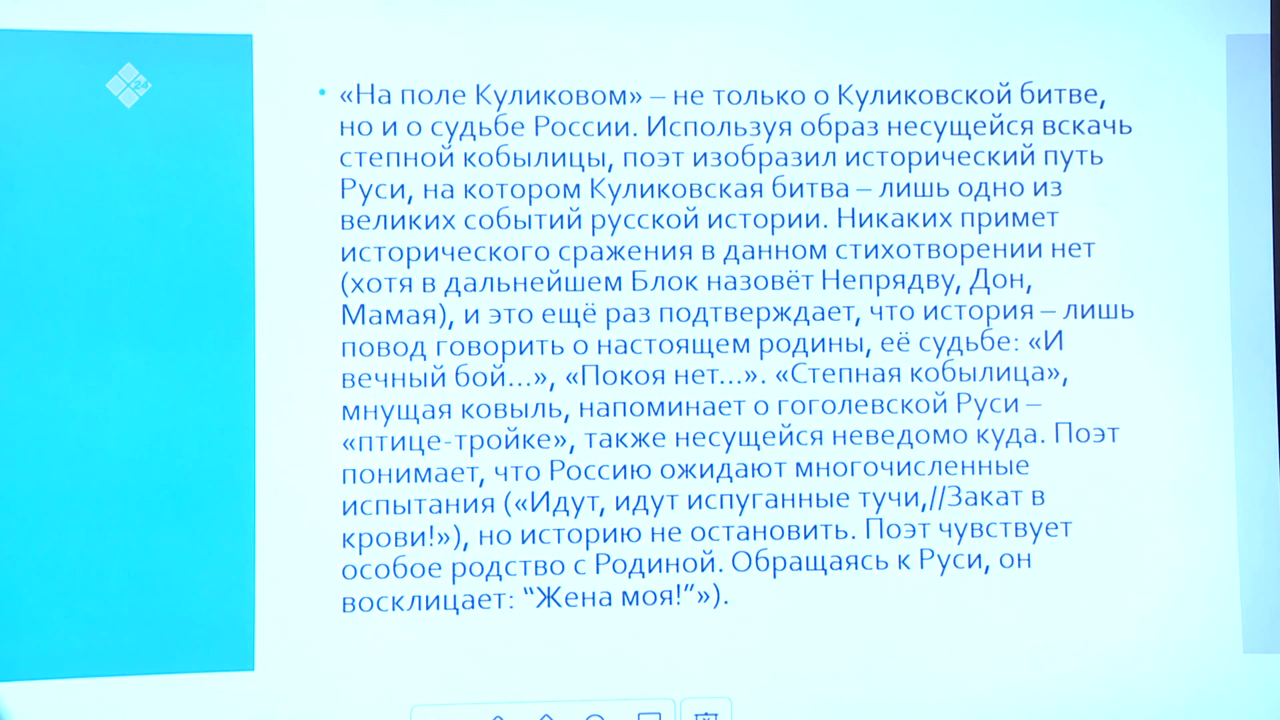 • «На поле Куликовом» – не только о Куликовской битве,
но и о судьбе России. Используя образ несущейся вскачь
степной кобылицы, поэт изобразил исторический путь
Руси, на котором Куликовская битва – лишь одно из
великих событий русской истории. Никаких примет
исторического сражения в данном стихотворении нет
(хотя в дальнейшем Блок назовёт Непрядву, Дон,
Мамая), и это ещё раз подтверждает, что история – лишь
повод говорить о настоящем родины, её судьбе: «И
вечный бой...», «Покоя нет...». «Степная кобылица»,
мнущая ковыль, напоминает о гоголевской Руси –
«птице-тройке», также несущейся неведомо куда. Поэт
понимает, что Россию ожидают многочисленные
испытания («Идут, идут испуганные тучи,//Закат в
крови!»), но историю не остановить. Поэт чувствует
особое родство с Родиной. Обращаясь к Руси, он
восклицает: “Жена моя!”»).